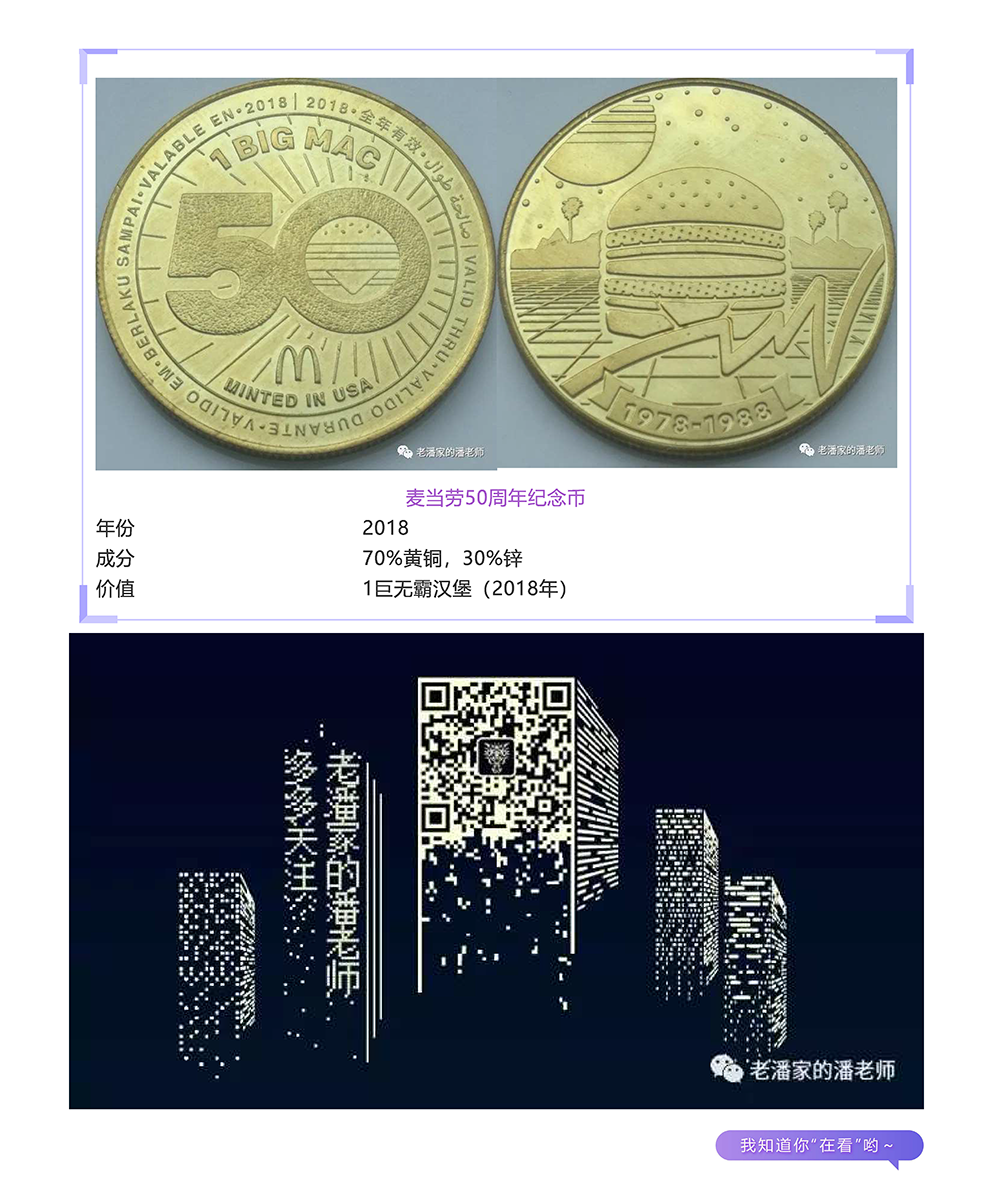 BERLAKU SAMPAI•VALABLE EN•2018 | 2018•全年有效•صالحة طوال | VALID THRU•VALIDO DURANTE•VALIDO EM•
1 BIG MAC
50
MINTED IN USA
老潘家的潘老师
1978-1988
老潘家的潘老师
麦当劳50周年纪念币
年份 2018
成分 70%黄铜，30%锌
价值 1巨无霸汉堡（2018年）
老潘家的潘老师
多多关注
老潘家的潘老师
我知道你“在看”哟~